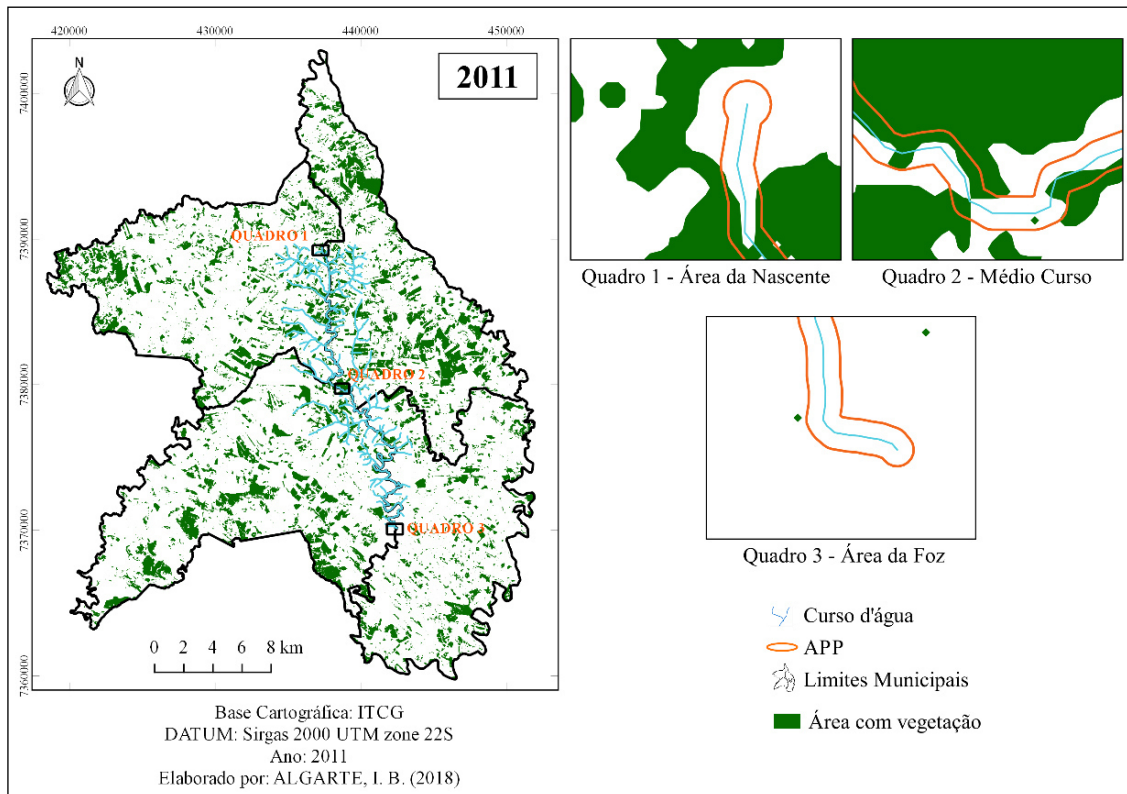 420000
430000
440000
450000
7400000
7390000
7380000
7370000
7360000
N
2011
QUADRO 1
QUADRO 2
QUADRO 3
0 2 4 6 8 km
Base Cartográfica: ITCG
DATUM: Sirgas 2000 UTM zone 22S
Ano: 2011
Elaborado por: ALGARTE, I. B. (2018)
Quadro 1 - Área da Nascente
Quadro 2 - Médio Curso
Quadro 3 - Área da Foz
Curso d'água
APP
Limites Municipais
Área com vegetação